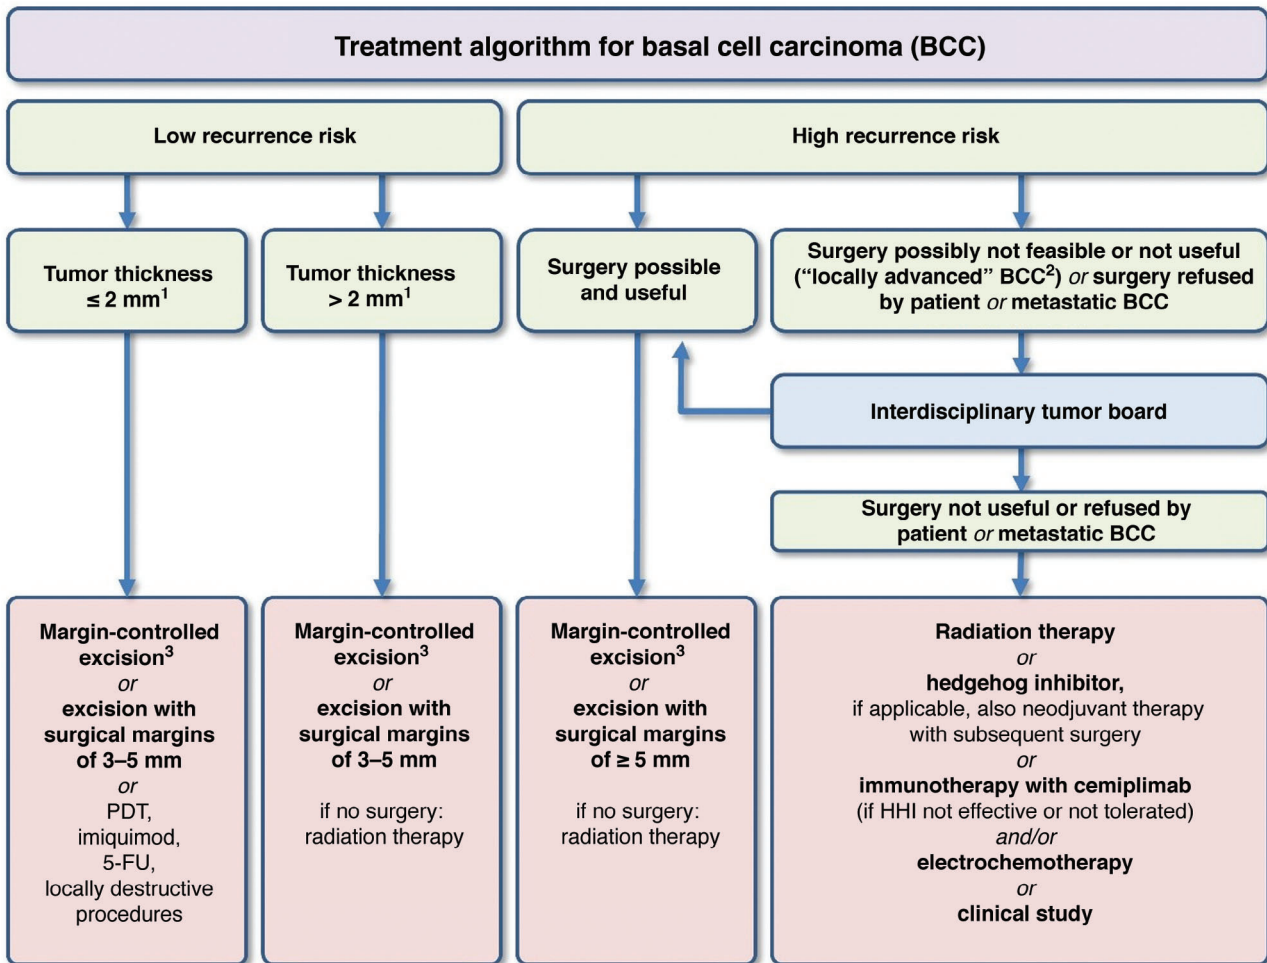 Treatment algorithm for basal cell carcinoma (BCC)
Low recurrence risk
High recurrence risk
Tumor thickness
≤ 2 mm¹
Tumor thickness
> 2 mm¹
Surgery possible
and useful
Surgery possibly not feasible or not useful
(“locally advanced” BCC²) or surgery refused
by patient or metastatic BCC
Interdisciplinary tumor board
Surgery not useful or refused by
patient or metastatic BCC
Margin-controlled
excision³
or
excision with
surgical margins
of 3–5 mm
or
PDT,
imiquimod,
5-FU,
locally destructive
procedures
Margin-controlled
excision³
or
excision with
surgical margins
of 3–5 mm
if no surgery:
radiation therapy
Margin-controlled
excision³
or
excision with
surgical margins
of ≥ 5 mm
if no surgery:
radiation therapy
Radiation therapy
or
hedgehog inhibitor,
if applicable, also neodjuvant therapy
with subsequent surgery
or
immunotherapy with cemiplimab
(if HHI not effective or not tolerated)
and/or
electrochemotherapy
or
clinical study